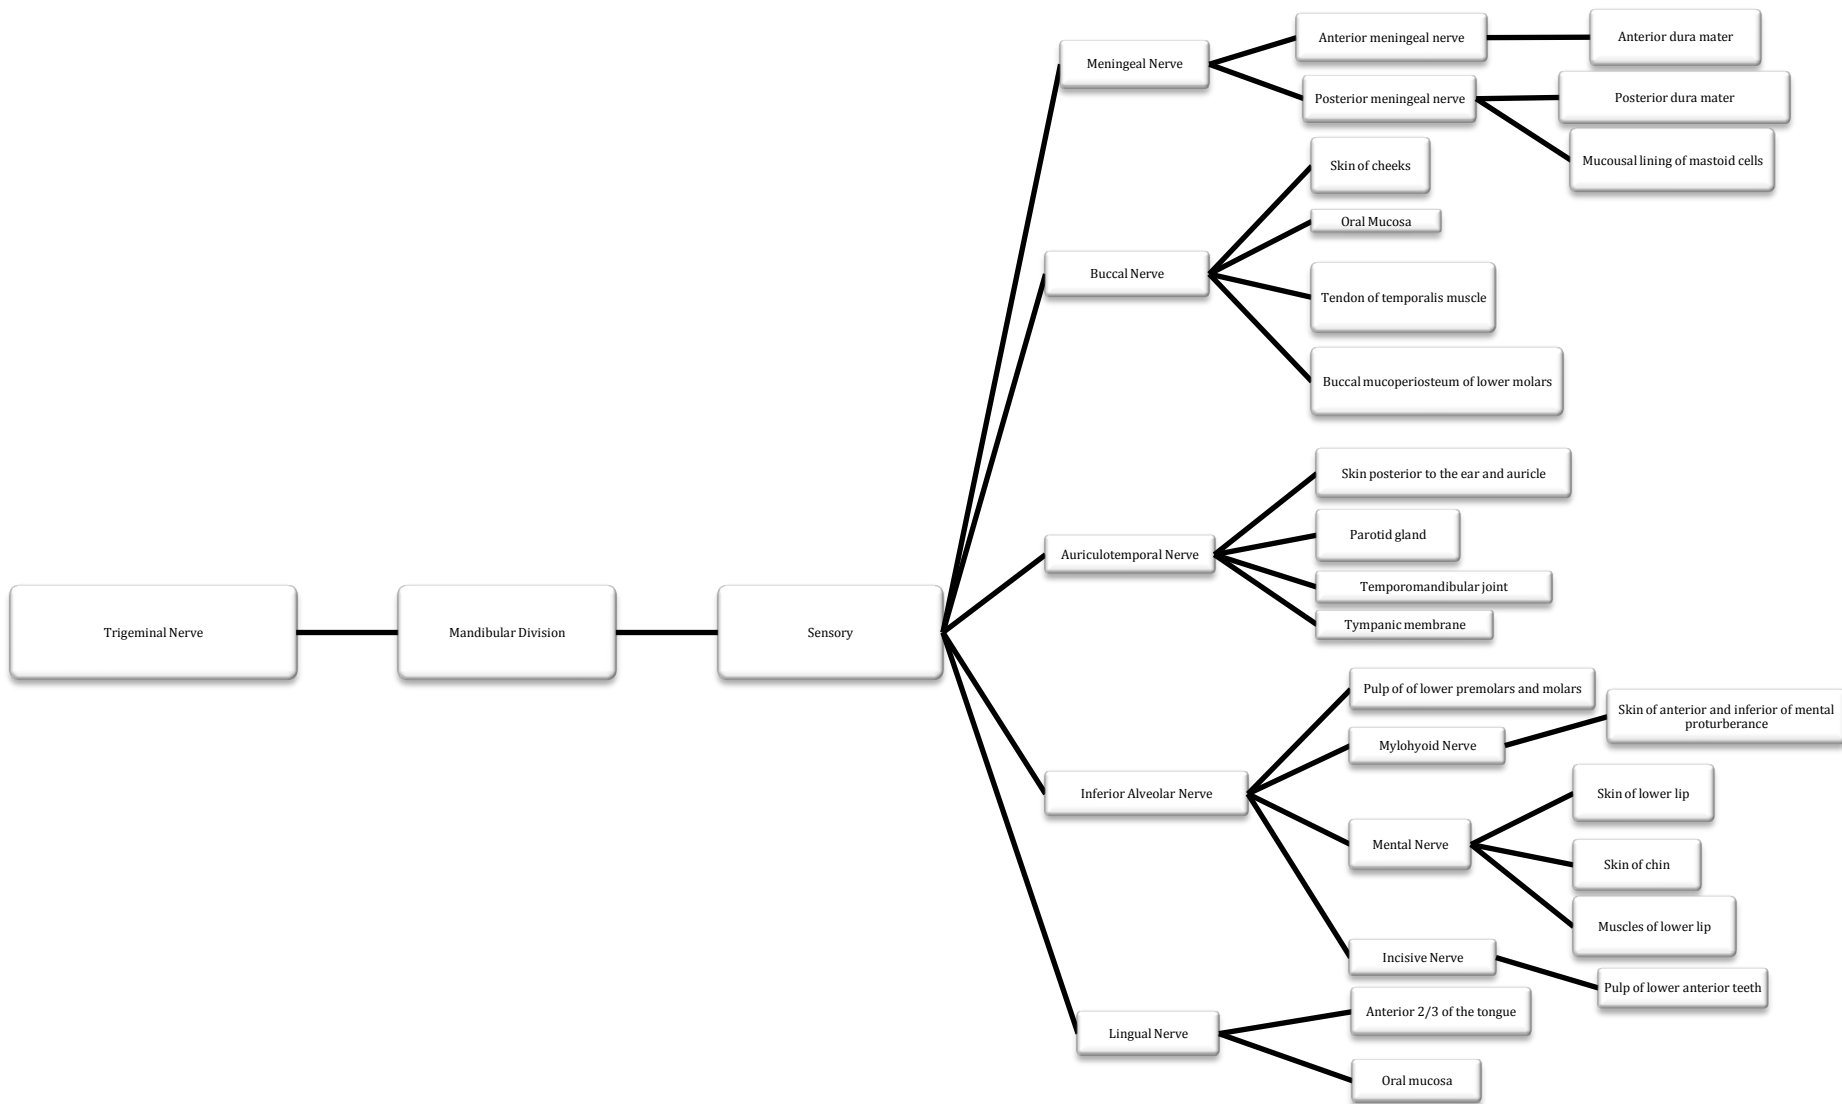 Trigeminal Nerve
Mandibular Division
Sensory
Meningeal Nerve
Anterior meningeal nerve
Anterior dura mater
Posterior meningeal nerve
Posterior dura mater
Mucousal lining of mastoid cells
Buccal Nerve
Skin of cheeks
Oral Mucosa
Tendon of temporalis muscle
Buccal mucoperiosteum of lower molars
Auriculotemporal Nerve
Skin posterior to the ear and auricle
Parotid gland
Temporomandibular joint
Tympanic membrane
Inferior Alveolar Nerve
Pulp of of lower premolars and molars
Mylohyoid Nerve
Skin of anterior and inferior of mental
proturberance
Mental Nerve
Skin of lower lip
Skin of chin
Muscles of lower lip
Incisive Nerve
Pulp of lower anterior teeth
Lingual Nerve
Anterior 2/3 of the tongue
Oral mucosa